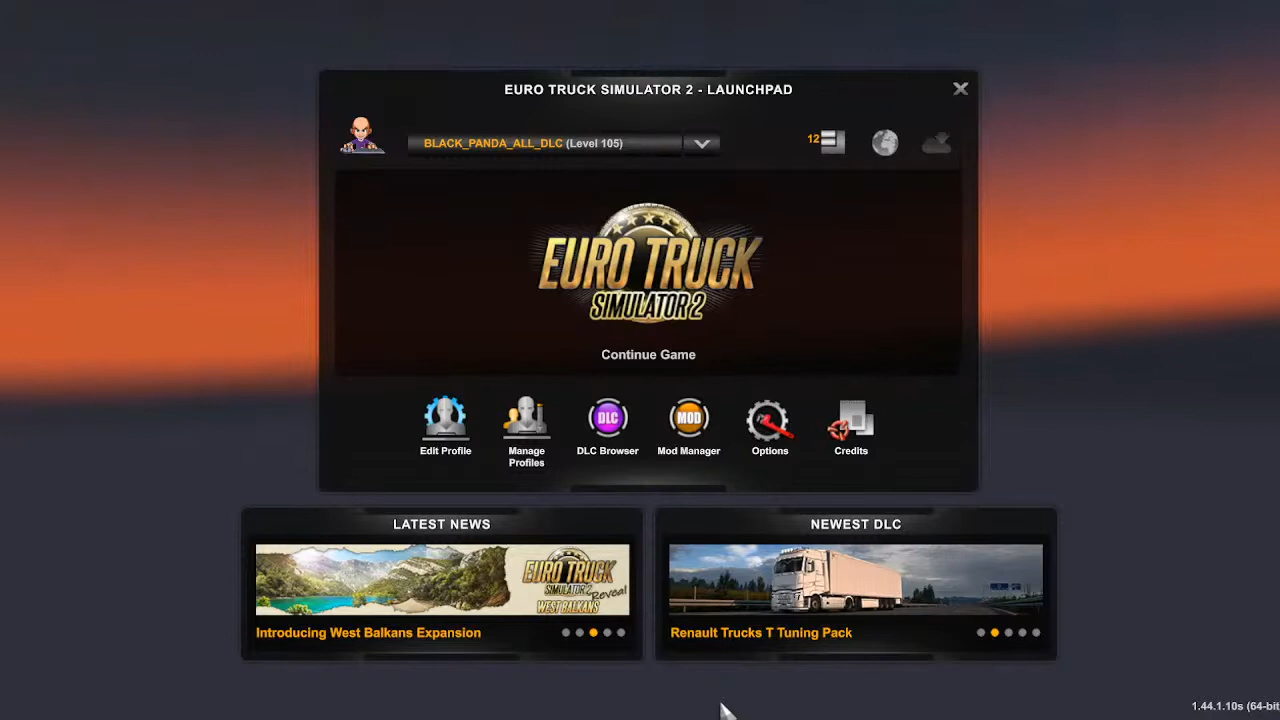 EURO TRUCK SIMULATOR 2 - LAUNCHPAD
BLACK_PANDA_ALL_DLC (Level 105)
12
EURO TRUCK
SIMULATOR 2
Continue Game
DLC
MOD
Edit Profile
Manage
Profiles
DLC Browser
Mod Manager
Options
Credits
LATEST NEWS
EURO TRUCK
SIMULATOR 2
Reveal
WEST BALKANS
Introducing West Balkans Expansion
NEWEST DLC
Renault Trucks T Tuning Pack
1.44.1.10s (64-bit